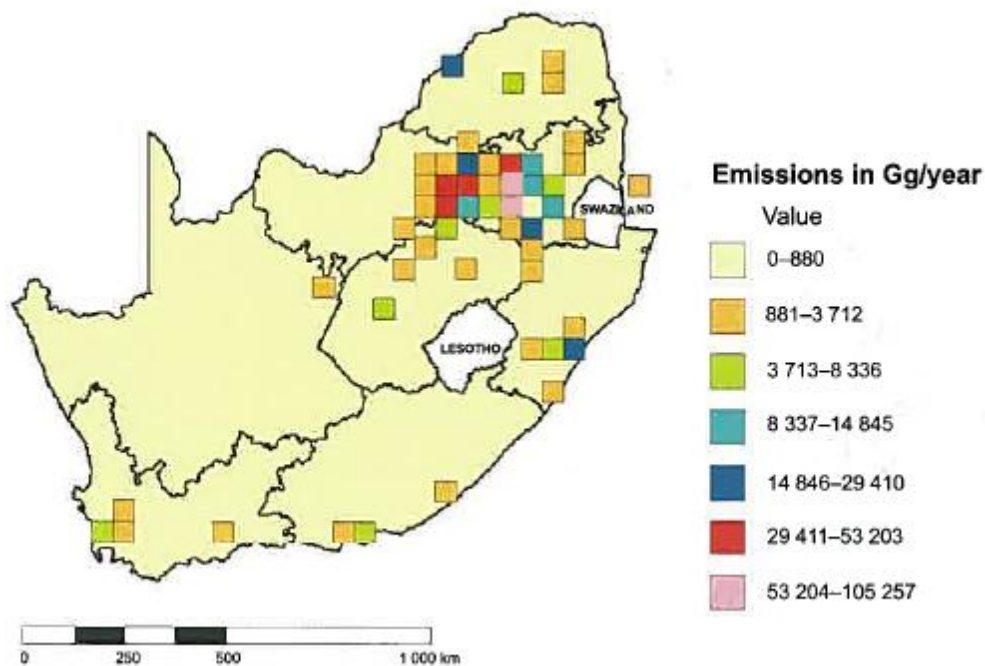 Emissions in Gg/year
Value
0–880
881–3 712
3 713–8 336
8 337–14 845
14 846–29 410
29 411–53 203
53 204–105 257
SWAZILAND
LESOTHO
0 250 500 1 000 km